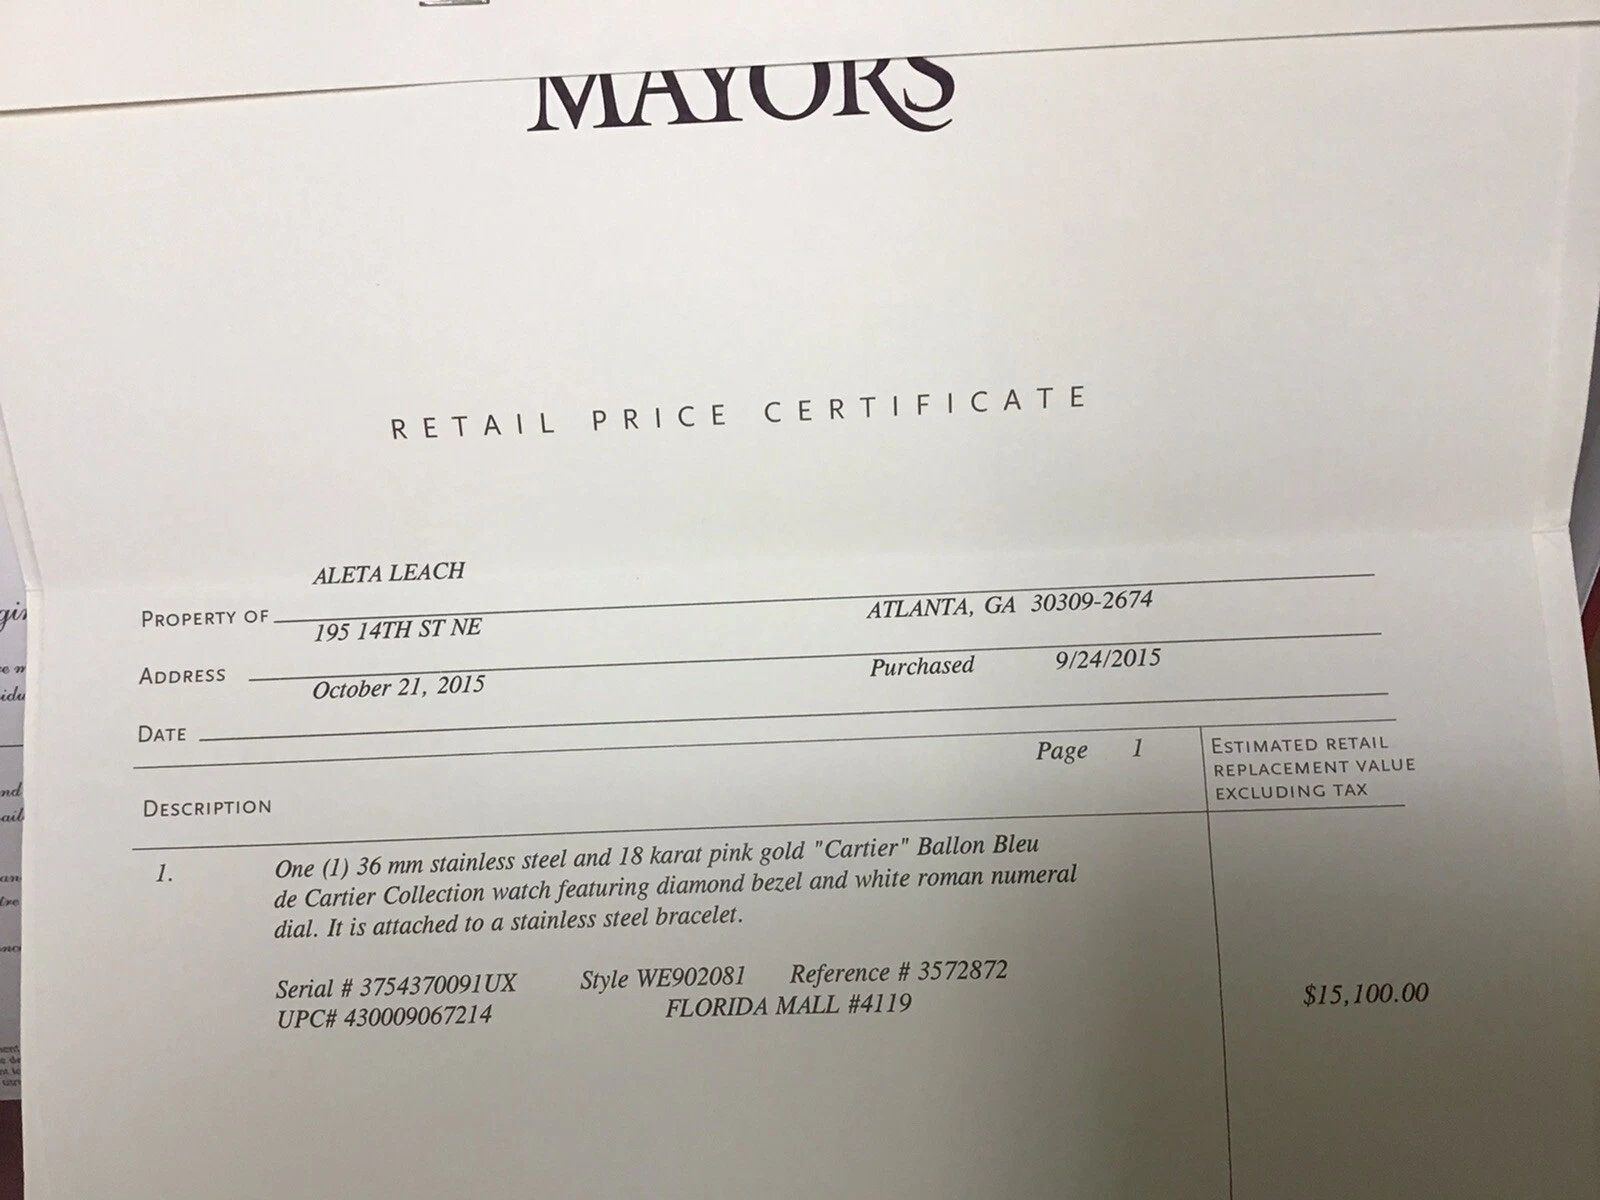 MAYORS
RETAIL PRICE CERTIFICATE
ALETA LEACH
PROPERTY OF
195 14TH ST NE ATLANTA, GA 30309-2674
ADDRESS
October 21, 2015 Purchased 9/24/2015
DATE
Page 1
ESTIMATED RETAIL
REPLACEMENT VALUE
EXCLUDING TAX
DESCRIPTION
1. One (1) 36 mm stainless steel and 18 karat pink gold "Cartier" Ballon Bleu
de Cartier Collection watch featuring diamond bezel and white roman numeral
dial. It is attached to a stainless steel bracelet.
Serial # 3754370091UX Style WE902081 Reference # 3572872
UPC# 430009067214 FLORIDA MALL #4119
$15,100.00